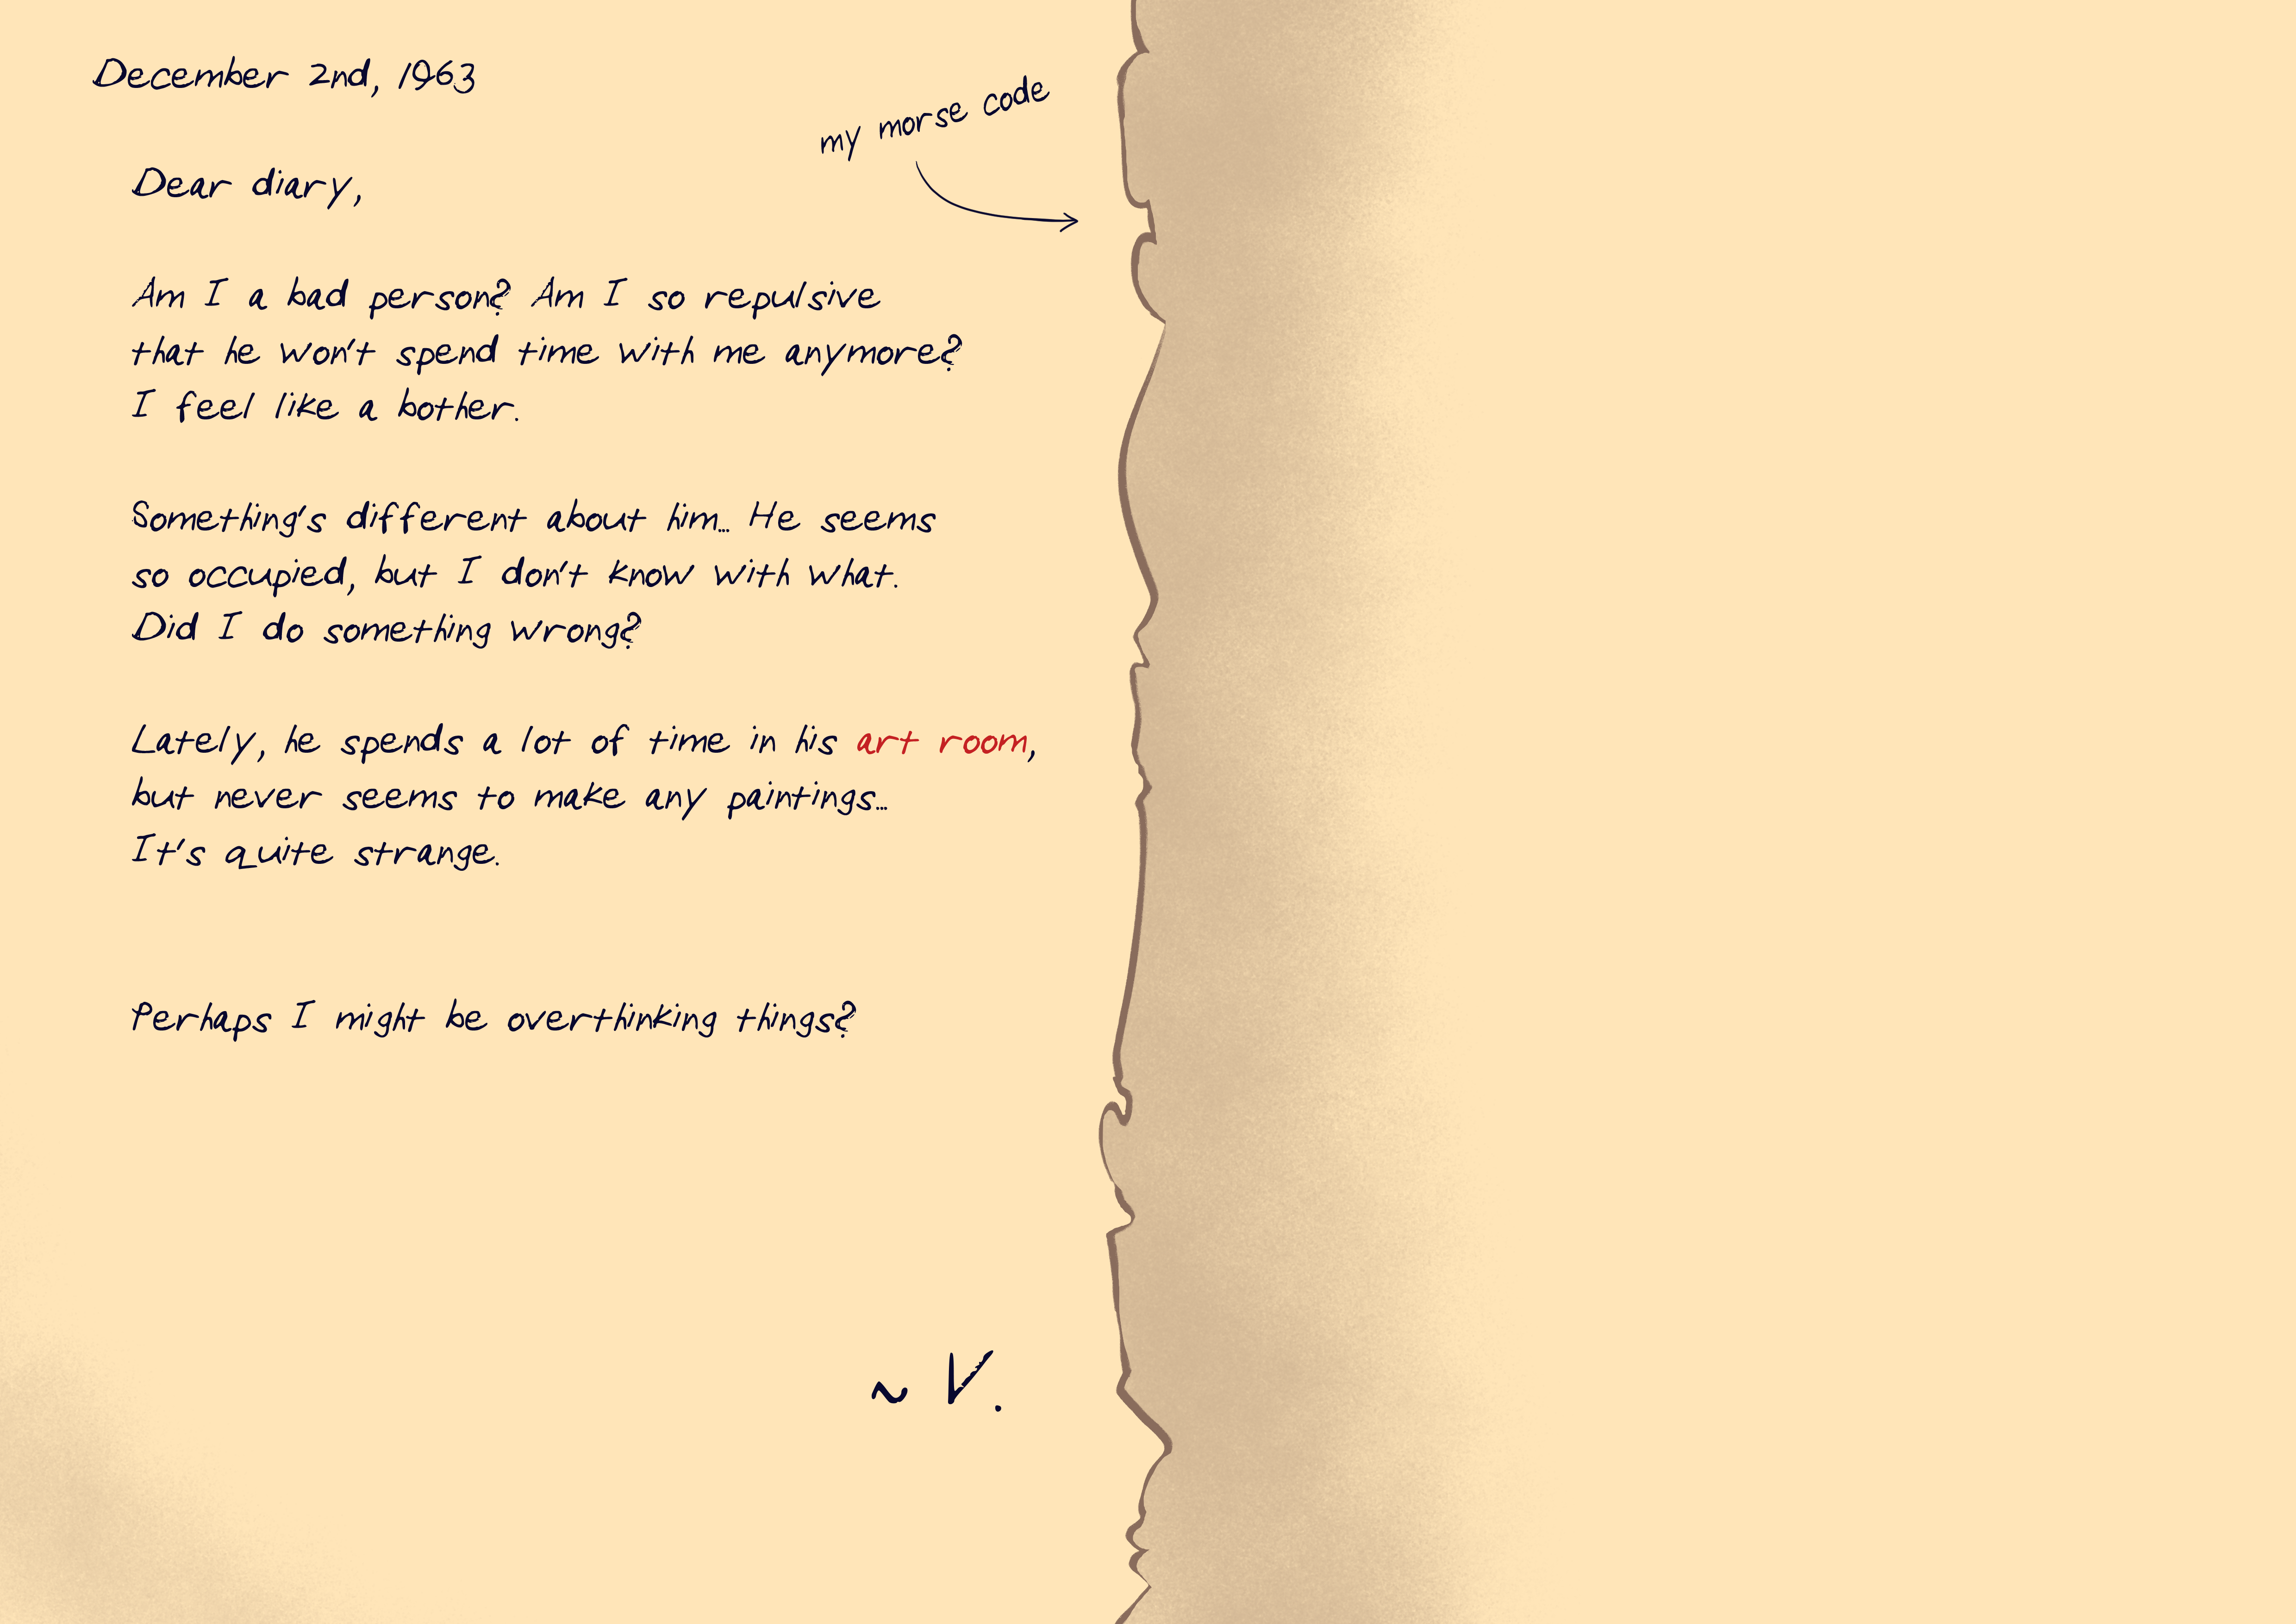 December 2nd, 1963
my morse code
Dear diary,
Am I a bad person? Am I so repulsive
that he won't spend time with me anymore?
I feel like a bother.
Something's different about him... He seems
so occupied, but I don't know with what.
Did I do something wrong?
Lately, he spends a lot of time in his art room,
but never seems to make any paintings...
It's quite strange.
Perhaps I might be overthinking things?
~ V.